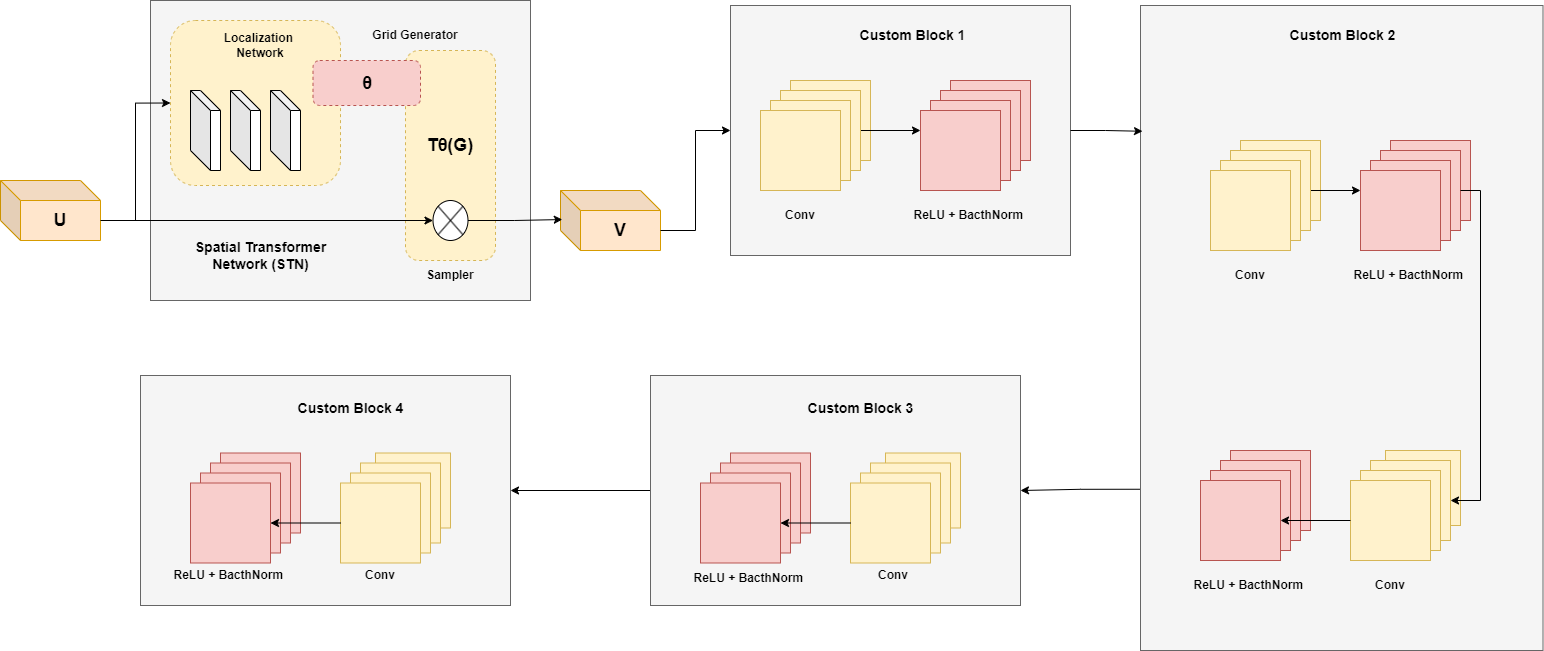 Localization
Network
Grid Generator
θ
Tθ(G)
U
Spatial Transformer
Network (STN)
Sampler
V
Custom Block 1
Conv
ReLU + BacthNorm
Custom Block 2
Conv
ReLU + BacthNorm
ReLU + BacthNorm
Conv
Custom Block 3
ReLU + BacthNorm
Conv
Custom Block 4
ReLU + BacthNorm
Conv